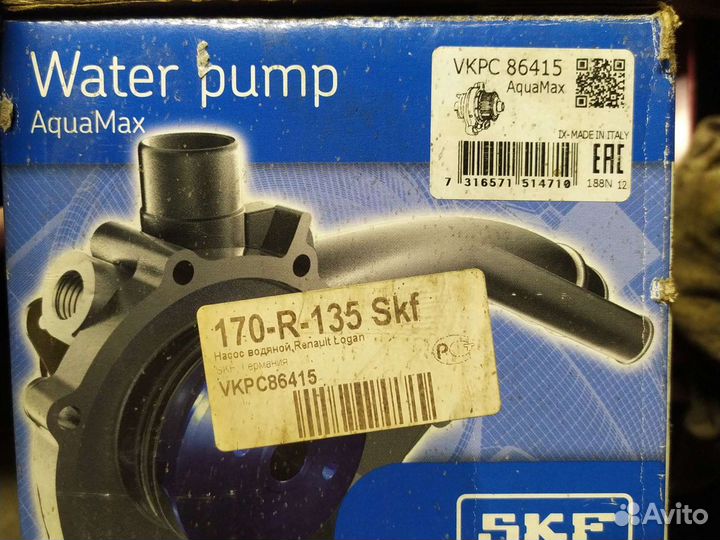 Water pump
AquaMax
VKPC 86415
AquaMax
IX-MADE IN ITALY
EAC
7 316571 514710
188N 12
170-R-135 Skf
Насос водяной,Renault Logan
SKF, Германия
VKPC86415
РСТ
SKF
Avito